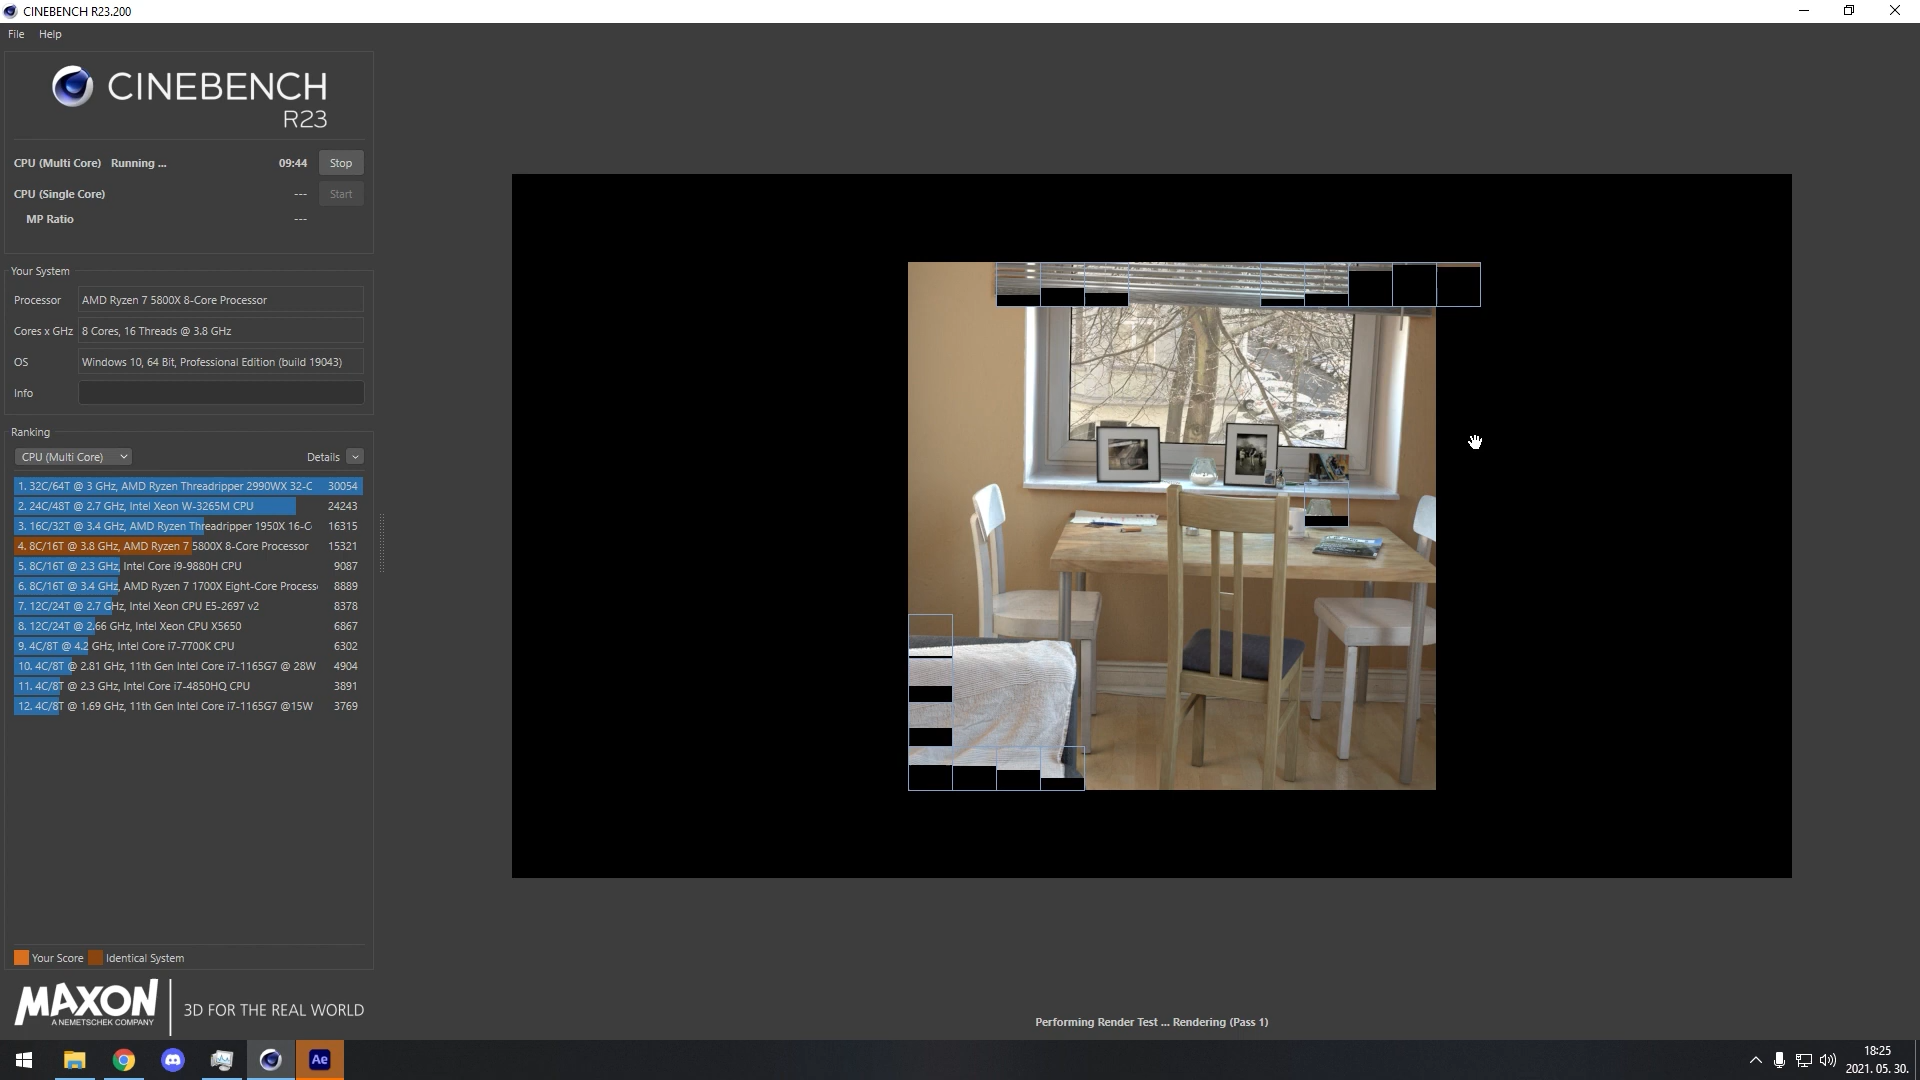 CINEBENCH R23.200
File Help
CINEBENCH
R23
CPU (Multi Core) Running ... 09:44 Stop
CPU (Single Core) --- Start
MP Ratio ---
Your System
Processor AMD Ryzen 7 5800X 8-Core Processor
Cores x GHz 8 Cores, 16 Threads @ 3.8 GHz
OS Windows 10, 64 Bit, Professional Edition (build 19043)
Info
Ranking
CPU (Multi Core) Details
1. 32C/64T @ 3 GHz, AMD Ryzen Threadripper 2990WX 32-C 30054
2. 24C/48T @ 2.7 GHz, Intel Xeon W-3265M CPU 24243
3. 16C/32T @ 3.4 GHz, AMD Ryzen Threadripper 1950X 16-C 16315
4. 8C/16T @ 3.8 GHz, AMD Ryzen 7 5800X 8-Core Processor 15321
5. 8C/16T @ 2.3 GHz, Intel Core i9-9880H CPU 9087
6. 8C/16T @ 3.4 GHz, AMD Ryzen 7 1700X Eight-Core Process 8889
7. 12C/24T @ 2.7 GHz, Intel Xeon CPU E5-2697 v2 8378
8. 12C/24T @ 2.66 GHz, Intel Xeon CPU X5650 6867
9. 4C/8T @ 4.2 GHz, Intel Core i7-7700K CPU 6302
10. 4C/8T @ 2.81 GHz, 11th Gen Intel Core i7-1165G7 @ 28W 4904
11. 4C/8T @ 2.3 GHz, Intel Core i7-4850HQ CPU 3891
12. 4C/8T @ 1.69 GHz, 11th Gen Intel Core i7-1165G7 @15W 3769
Your Score Identical System
MAXON
A NEMETSCHEK COMPANY
3D FOR THE REAL WORLD
Performing Render Test ... Rendering (Pass 1)
Ae
18:25
2021. 05. 30.